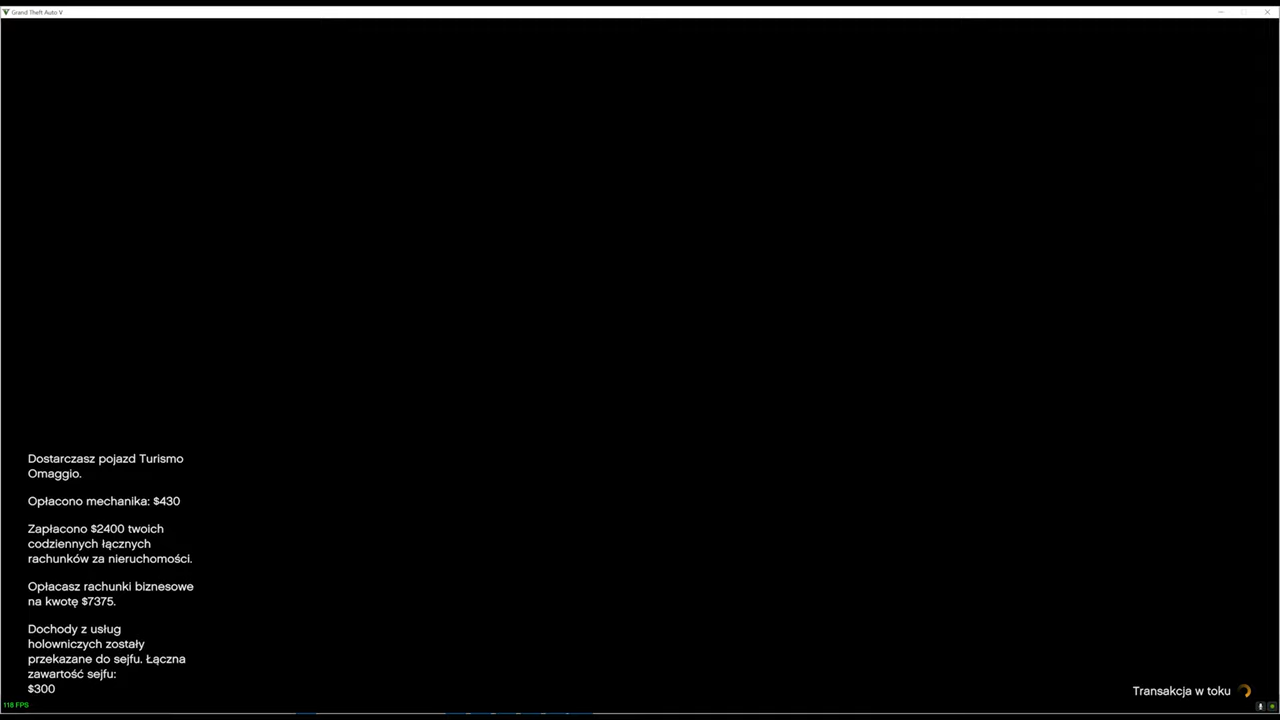 Grand Theft Auto V
Dostarczasz pojazd Turismo
Omaggio.
Opłacono mechanika: $430
Zapłacono $2400 twoich
codziennych łącznych
rachunków za nieruchomości.
Opłacasz rachunki biznesowe
na kwotę $7375.
Dochody z usług
holowniczych zostały
przekazane do sejfu. Łączna
zawartość sejfu:
$300
Transakcja w toku
118 FPS